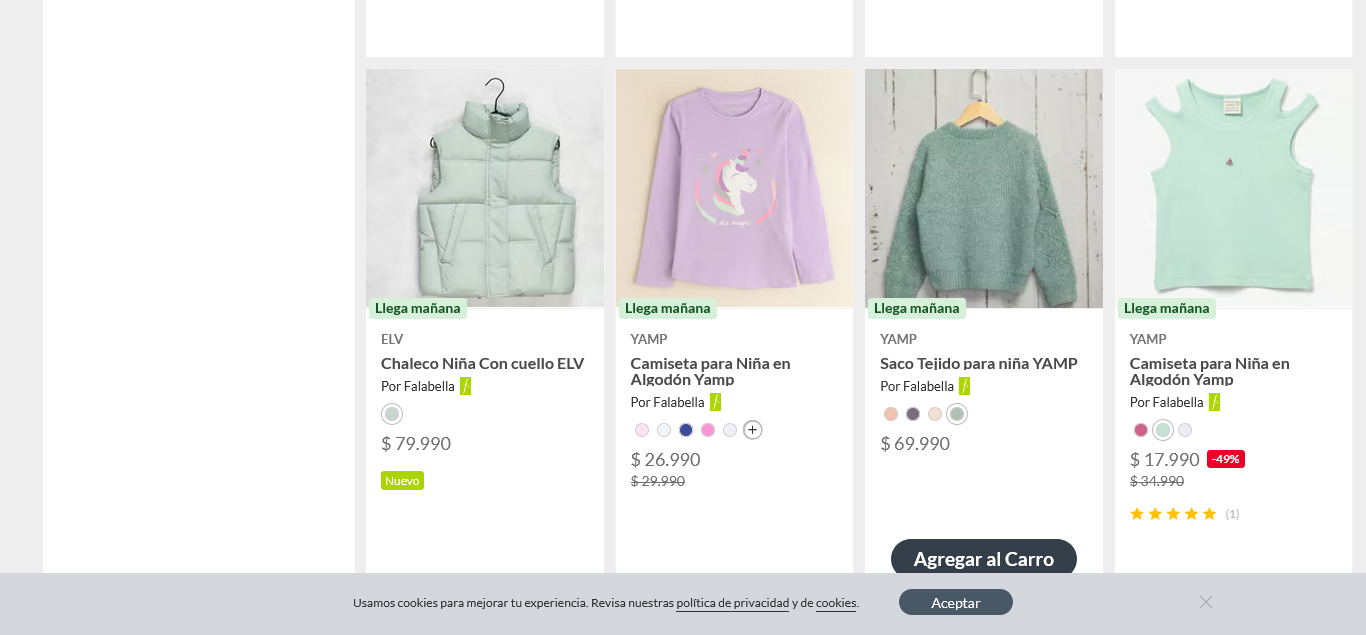 Llega mañana
ELV
Chaleco Niña Con cuello ELV
Por Falabella
$ 79.990
Nuevo
Llega mañana
YAMP
Camiseta para Niña en
Algodón Yamp
Por Falabella
+
$ 26.990
$ 29.990
Llega mañana
YAMP
Saco Tejido para niña YAMP
Por Falabella
$ 69.990
Agregar al Carro
Llega mañana
YAMP
Camiseta para Niña en
Algodón Yamp
Por Falabella
$ 17.990 -49%
$ 34.990
(1)
Usamos cookies para mejorar tu experiencia. Revisa nuestras política de privacidad y de cookies.
Aceptar